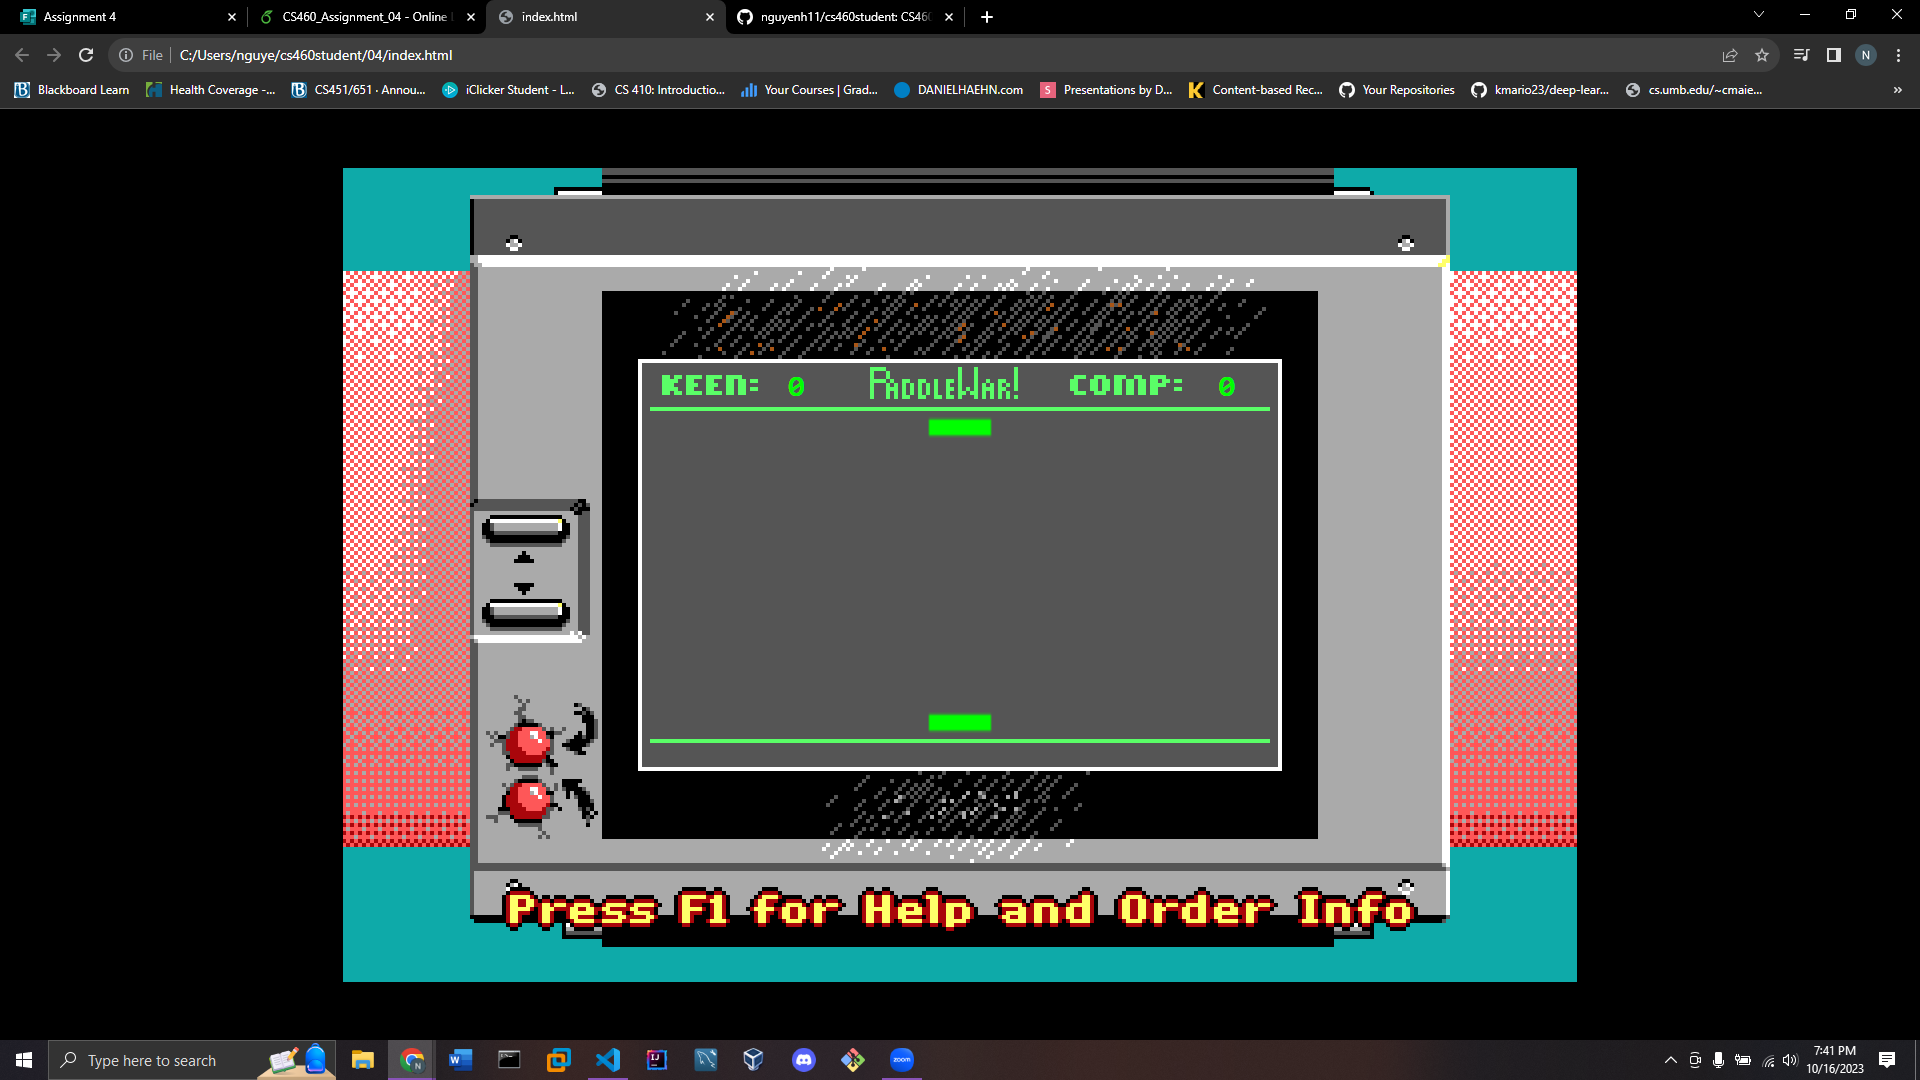 Assignment 4
CS460_Assignment_04 - Online
index.html
nguyenh11/cs460student: CS46
File
C:/Users/nguye/cs460student/04/index.html
N
Blackboard Learn
Health Coverage -...
CS451/651 · Annou...
iClicker Student - L...
CS 410: Introductio...
Your Courses | Grad...
DANIELHAEHN.com
S
Presentations by D...
K
Content-based Rec...
Your Repositories
kmario23/deep-lear...
cs.umb.edu/~cmaie...
»
KEEN: 0
PADDLEWAR!
COMP: 0
Press F1 for Help and Order Info
Type here to search
N
W
IJ
zoom
7:41 PM
10/16/2023